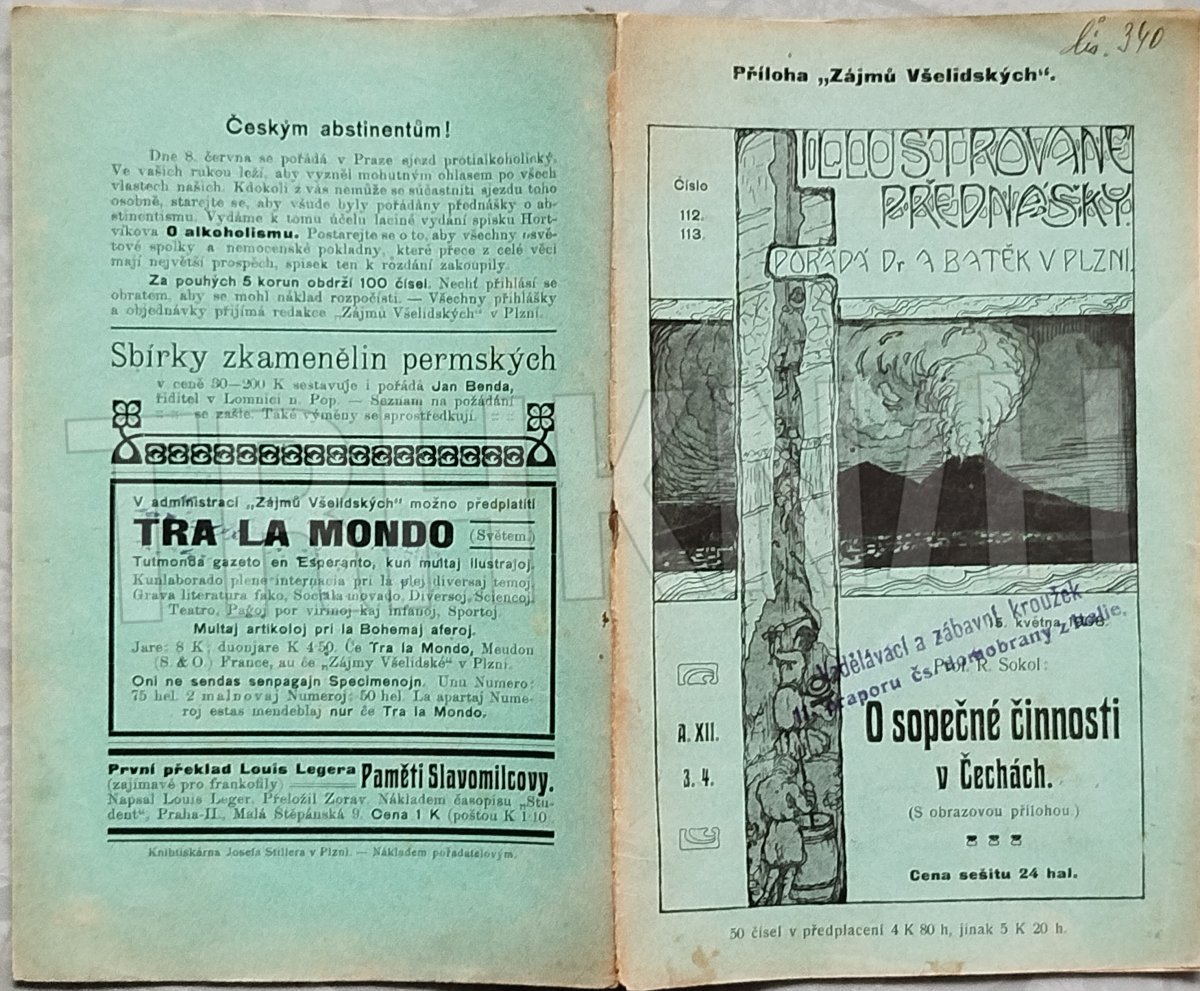 Českým abstinentům!
Dne 8. června se pořádá v Praze sjezd protialkoholický.
Ve vašich rukou leží, aby vyzněl mohutným ohlasem po všech
vlastech našich. Kdokoli z vás nemůže se súčastniti sjezdu toho
osobně, starejte se, aby všude byly pořádány přednášky o ab-
stinentismu. Vydáme k tomu účelu laciné vydání spisku Hort-
vikova O alkoholismu. Postarejte se o to, aby všechny osvě-
tové spolky a nemocenské pokladny, které přece z celé věci
mají největší prospěch, spisek ten k rozdání zakoupily.
Za pouhých 5 korun obdrží 100 čísel. Nechť přihlásí se
obratem, aby se mohl náklad rozpočísti. — Všechny přihlášky
a objednávky přijímá redakce „Zájmů Všelidských“ v Plzni.
Sbírky zkamenělin permských
v ceně 30—200 K sestavuje i pořádá Jan Benda,
řiditel v Lomnici n. Pop. — Seznam na požádání
se zašle. Také výměny se sprostředkují.
V administraci „Zájmů Všelidských“ možno předplatiti
TRA LA MONDO (Světem.)
Tutmonda gazeto en Esperanto, kun multaj ilustraĵoj.
Kunlaborado plene internacia pri la plej diversaj temoj.
Grava literatura fako, Sociala movado, Diversoj, Sciencoj,
Teatro, Paĝoj por virinoj kaj infanoj, Sportoj.
Multaj artikoloj pri la Bohemaj aferoj.
Jare: 8 K; duonjare K 4·50. Ĉe Tra la Mondo, Meudon
(S. & O.) France, au ĉe „Zájmy Všelidské“ v Plzni.
Oni ne sendas senpagajn Specimenojn. Unu Numero:
75 hel. 2 malnovaj Numeroj: 50 hel. La apartaj Nume-
roj estas mendeblaj nur ĉe Tra la Mondo.
První překlad Louis Legera Paměti Slavomilcovy.
(zajímavé pro frankofily)
Napsal Louis Leger. Přeložil Zorav. Nákladem časopisu „Stu-
dent“, Praha-II., Malá Štěpánská 9. Cena 1 K (poštou K 1·10
Knihtiskárna Josefa Stillera v Plzni. — Nákladem pořadatelovým.
340
Příloha „Zájmů Všelidských“.
ILLUSTROVANÉ
PŘEDNÁŠKY.
POŘÁDÁ Dr A BATĚK V PLZNI.
Číslo
112.
113.
5. května
Prof. R. Sokol:
Vzdělávací a zábavní kroužek
11. praporu čs. domobrany z Italie.
O sopečné činnosti
v Čechách.
(S obrazovou přílohou.)
A. XII.
3. 4.
Cena sešitu 24 hal.
50 čísel v předplacení 4 K 80 h, jinak 5 K 20 h.